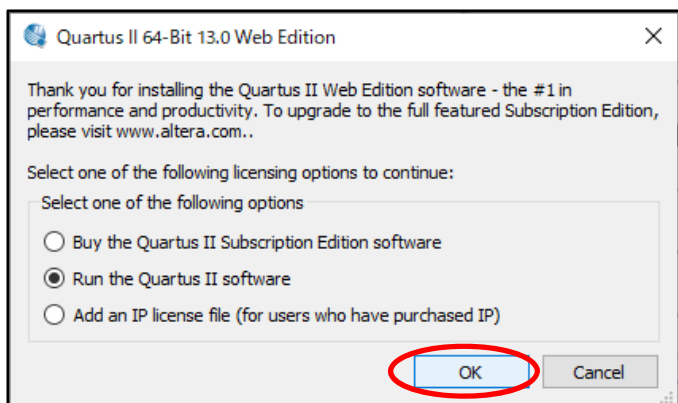 Quartus II 64-Bit 13.0 Web Edition
Thank you for installing the Quartus II Web Edition software - the #1 in
performance and productivity. To upgrade to the full featured Subscription Edition,
please visit www.altera.com..
Select one of the following licensing options to continue:
Select one of the following options
Buy the Quartus II Subscription Edition software
Run the Quartus II software
Add an IP license file (for users who have purchased IP)
OK Cancel